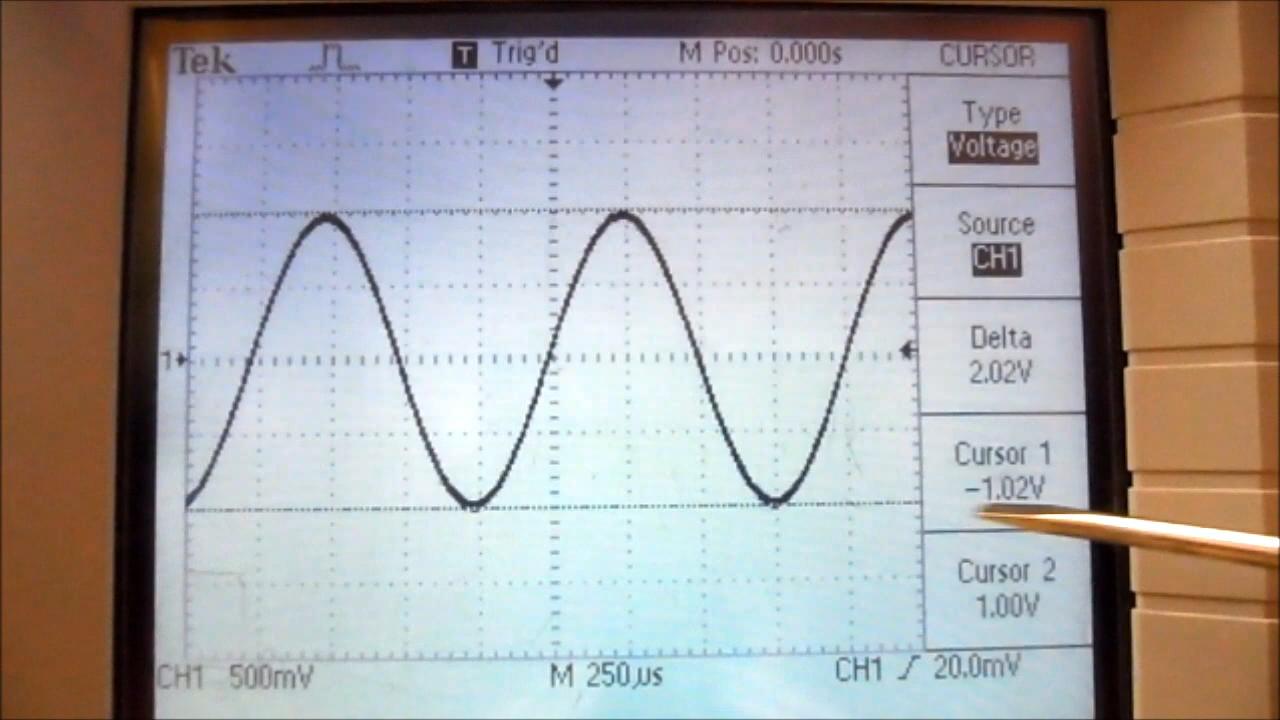 Tek T Trig'd M Pos: 0.000s CURSOR
Type
Voltage
Source
CH1
Delta
2.02V
Cursor 1
-1.02V
Cursor 2
1.00V
1
CH1 500mV M 250µs CH1 20.0mV